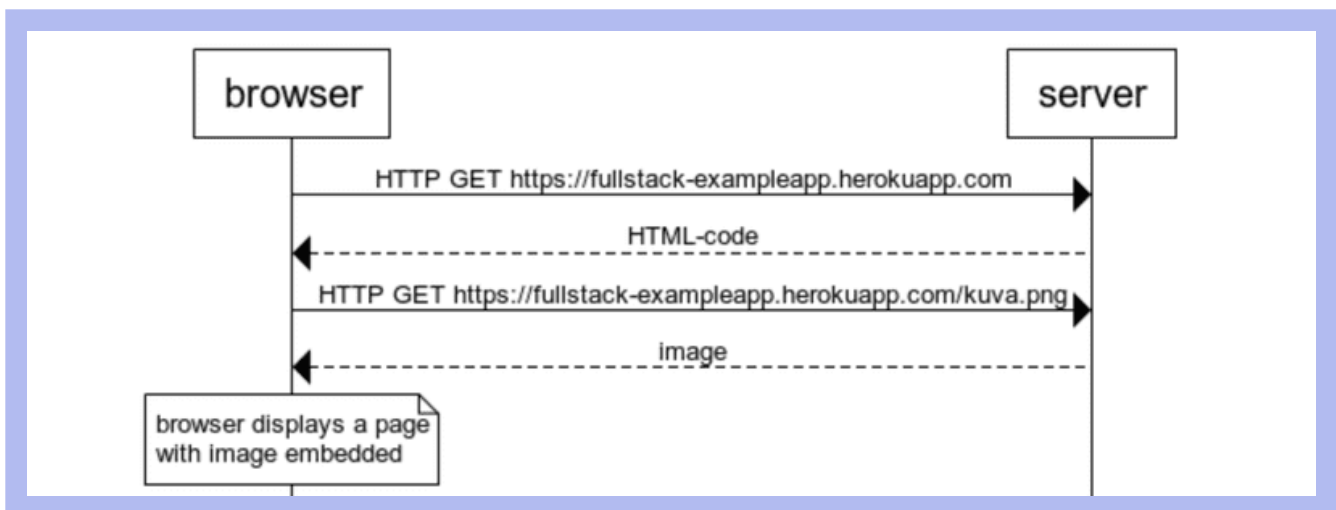 browser
server
HTTP GET https://fullstack-exampleapp.herokuapp.com
HTML-code
HTTP GET https://fullstack-exampleapp.herokuapp.com/kuva.png
image
browser displays a page
with image embedded